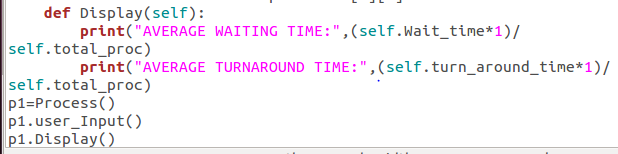 def Display(self):
        print("AVERAGE WAITING TIME:",(self.Wait_time*1)/
self.total_proc)
        print("AVERAGE TURNAROUND TIME:",(self.turn_around_time*1)/
self.total_proc)
p1=Process()
p1.user_Input()
p1.Display()